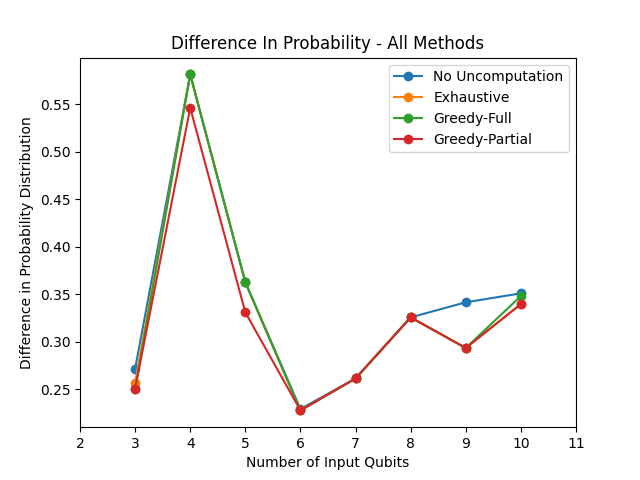 Difference In Probability - All Methods
No Uncomputation
Exhaustive
Greedy-Full
Greedy-Partial
Difference in Probability Distribution
0.55
0.50
0.45
0.40
0.35
0.30
0.25
2 3 4 5 6 7 8 9 10 11
Number of Input Qubits